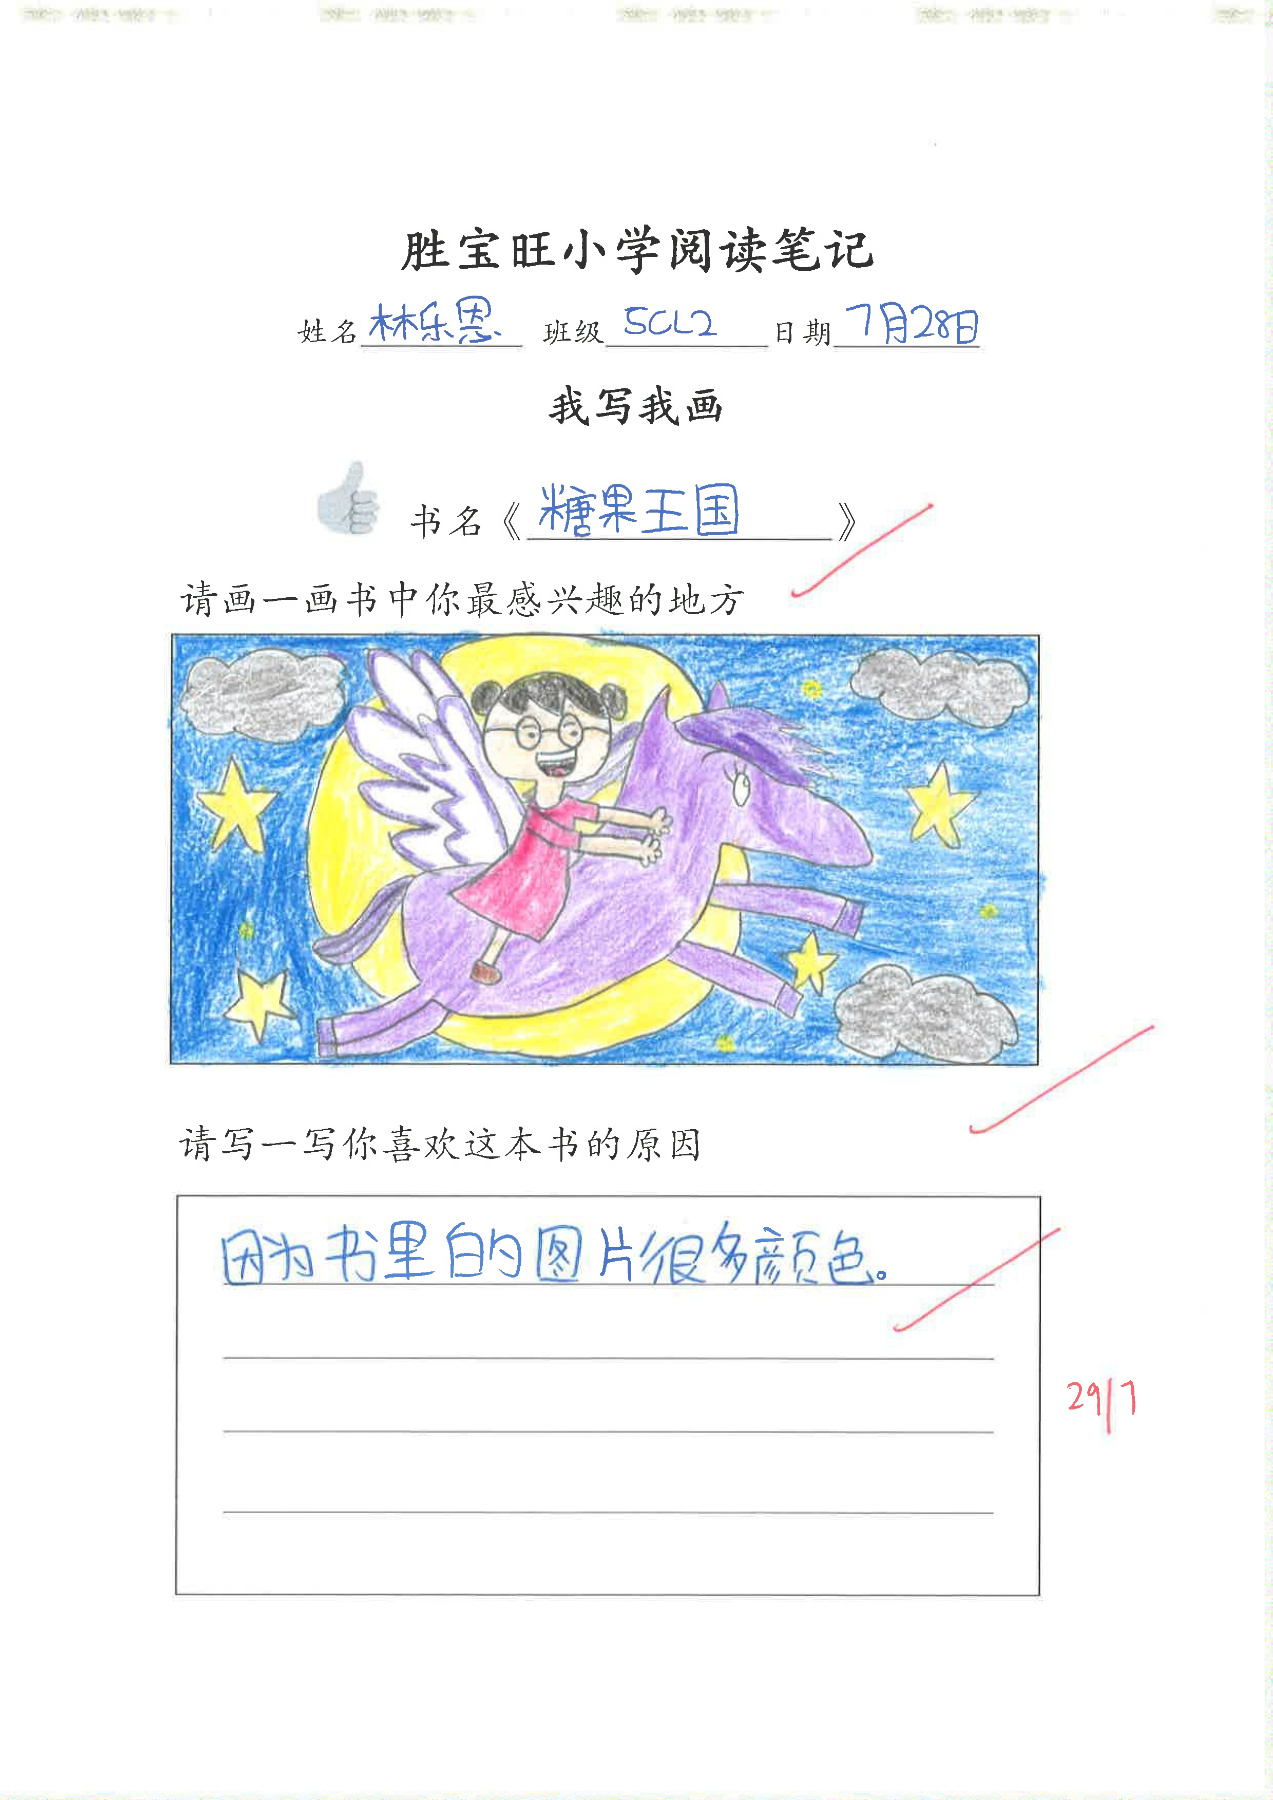 胜宝旺小学阅读笔记
姓名 林乐恩 班级 5CL2 日期 7月28日
我写我画
书名《糖果王国》
请画一画书中你最感兴趣的地方
请写一写你喜欢这本书的原因
因为书里的图片很多颜色。
29/7